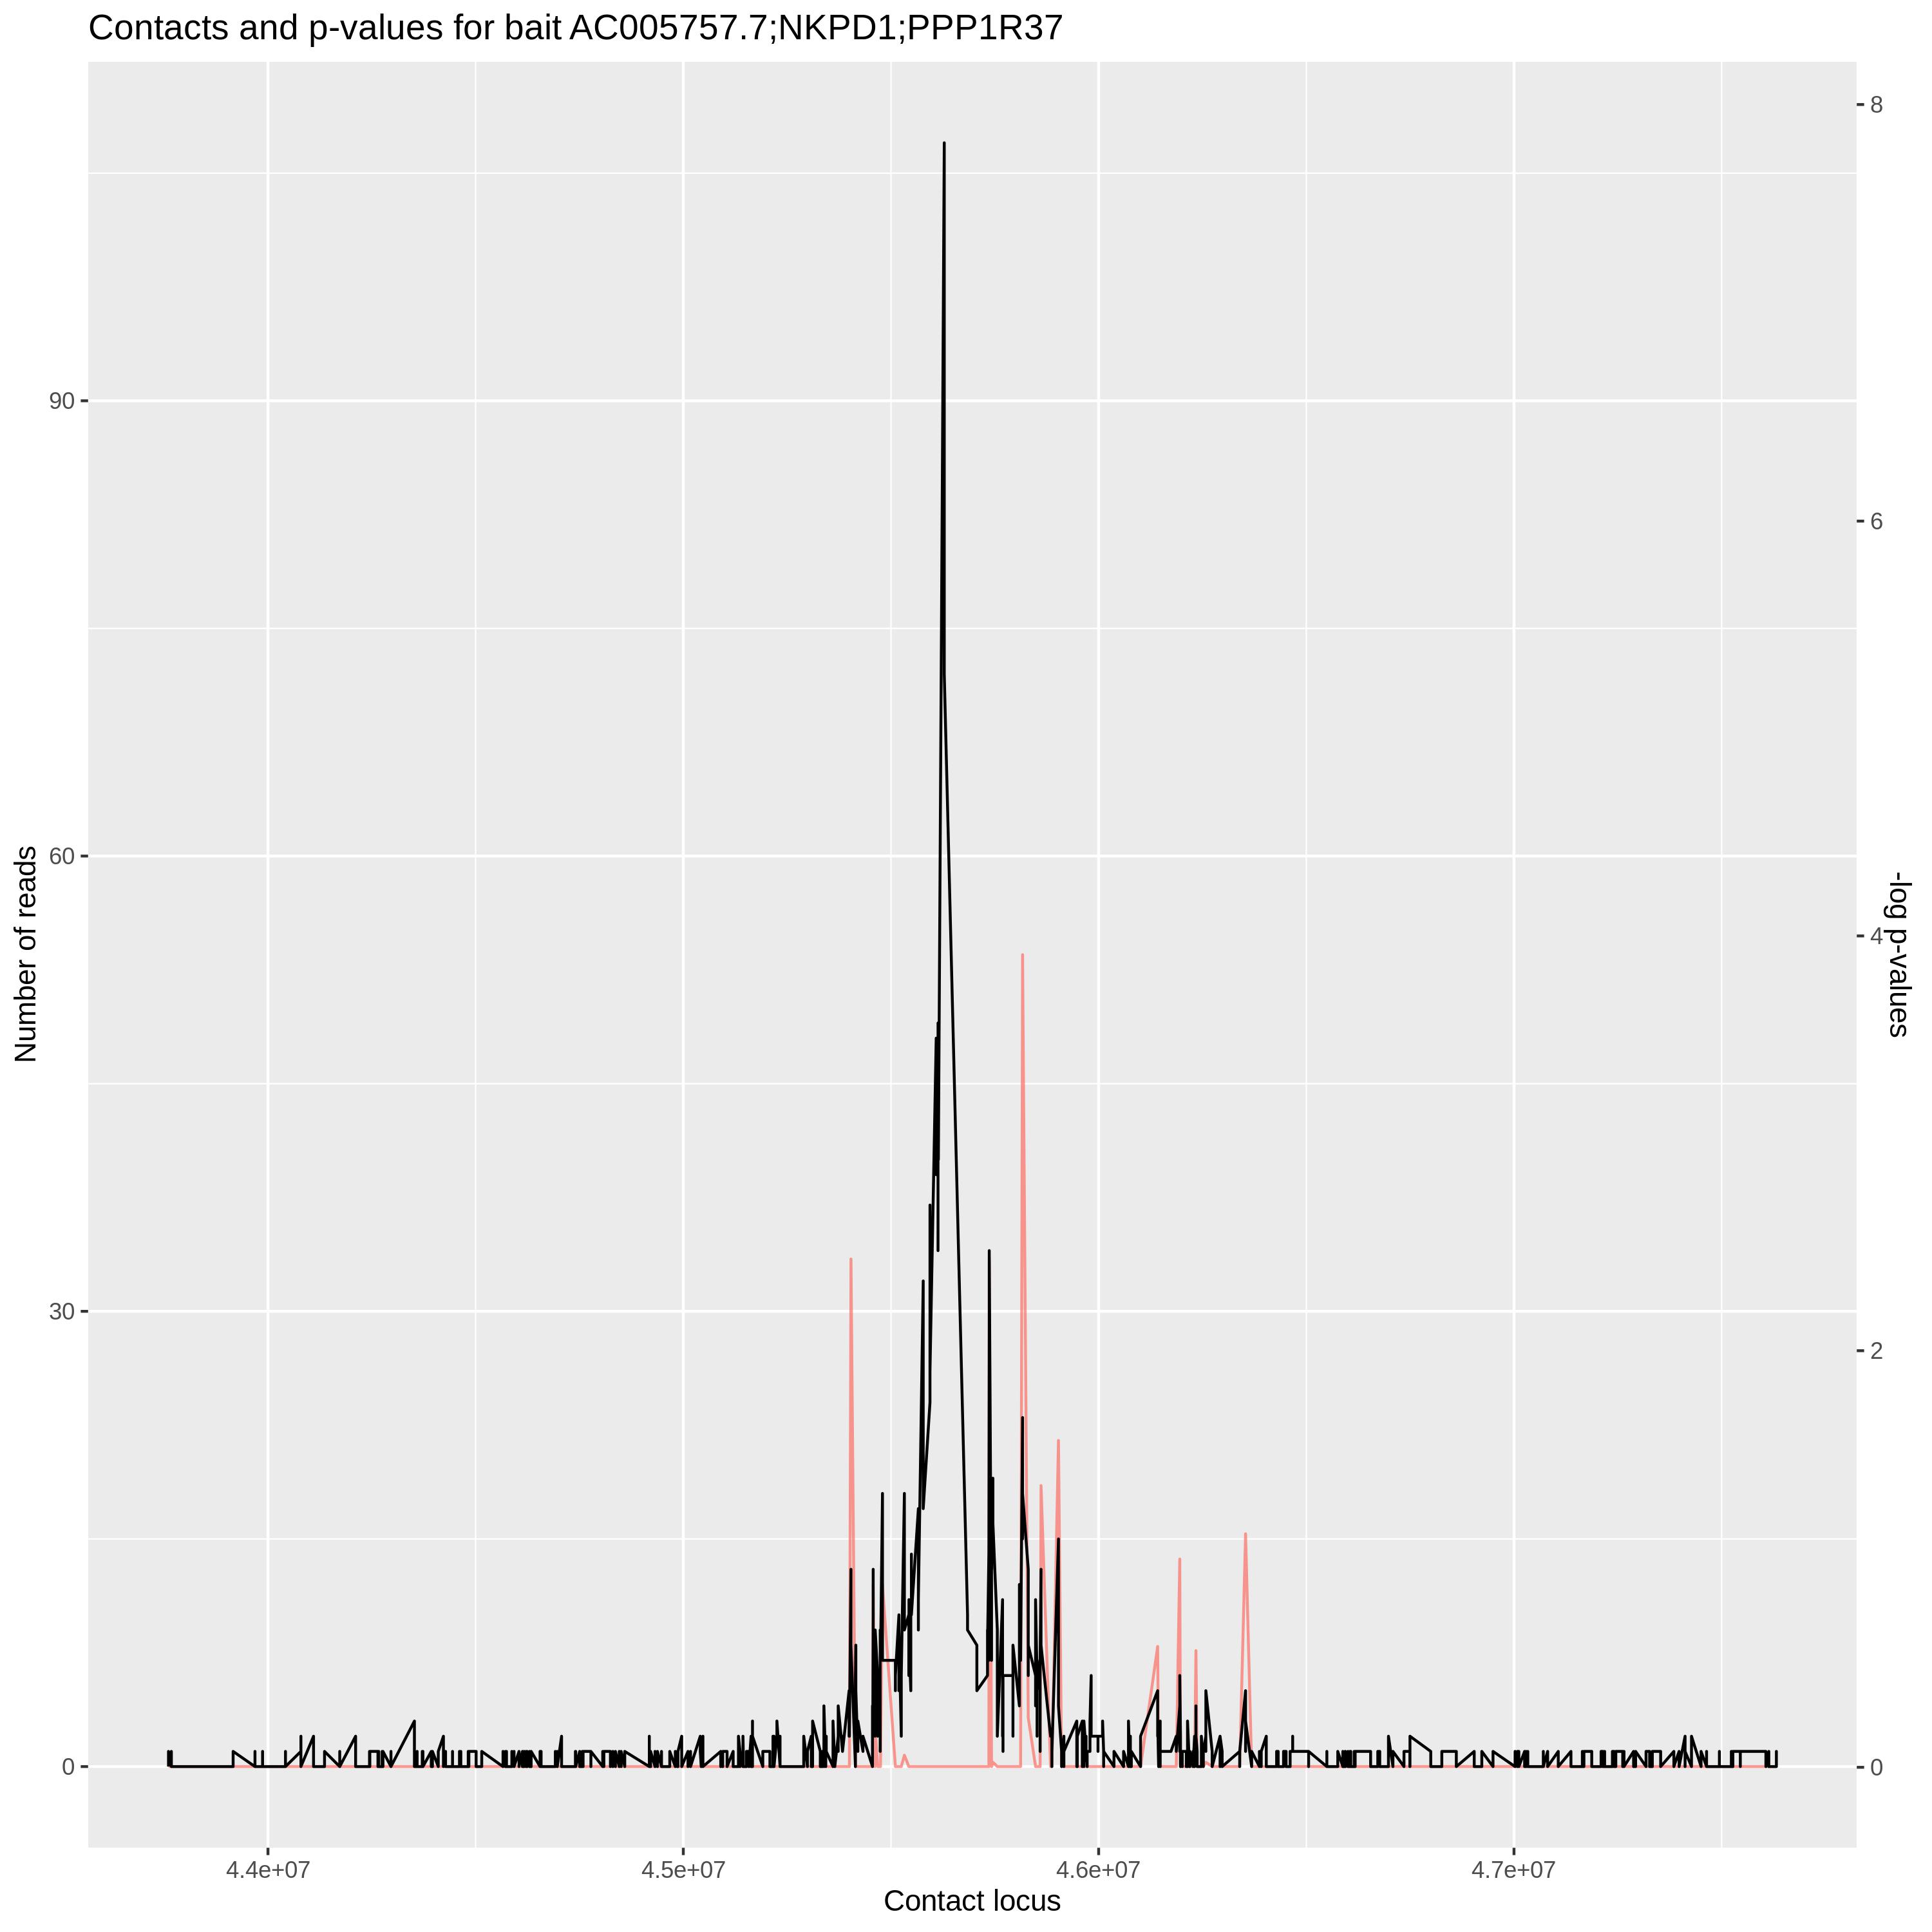 Contacts and p-values for bait AC005757.7;NKPD1;PPP1R37
Number of reads
90
60
30
0
8
6
4
2
0
-log p-values
4.4e+07
4.5e+07
4.6e+07
4.7e+07
Contact locus